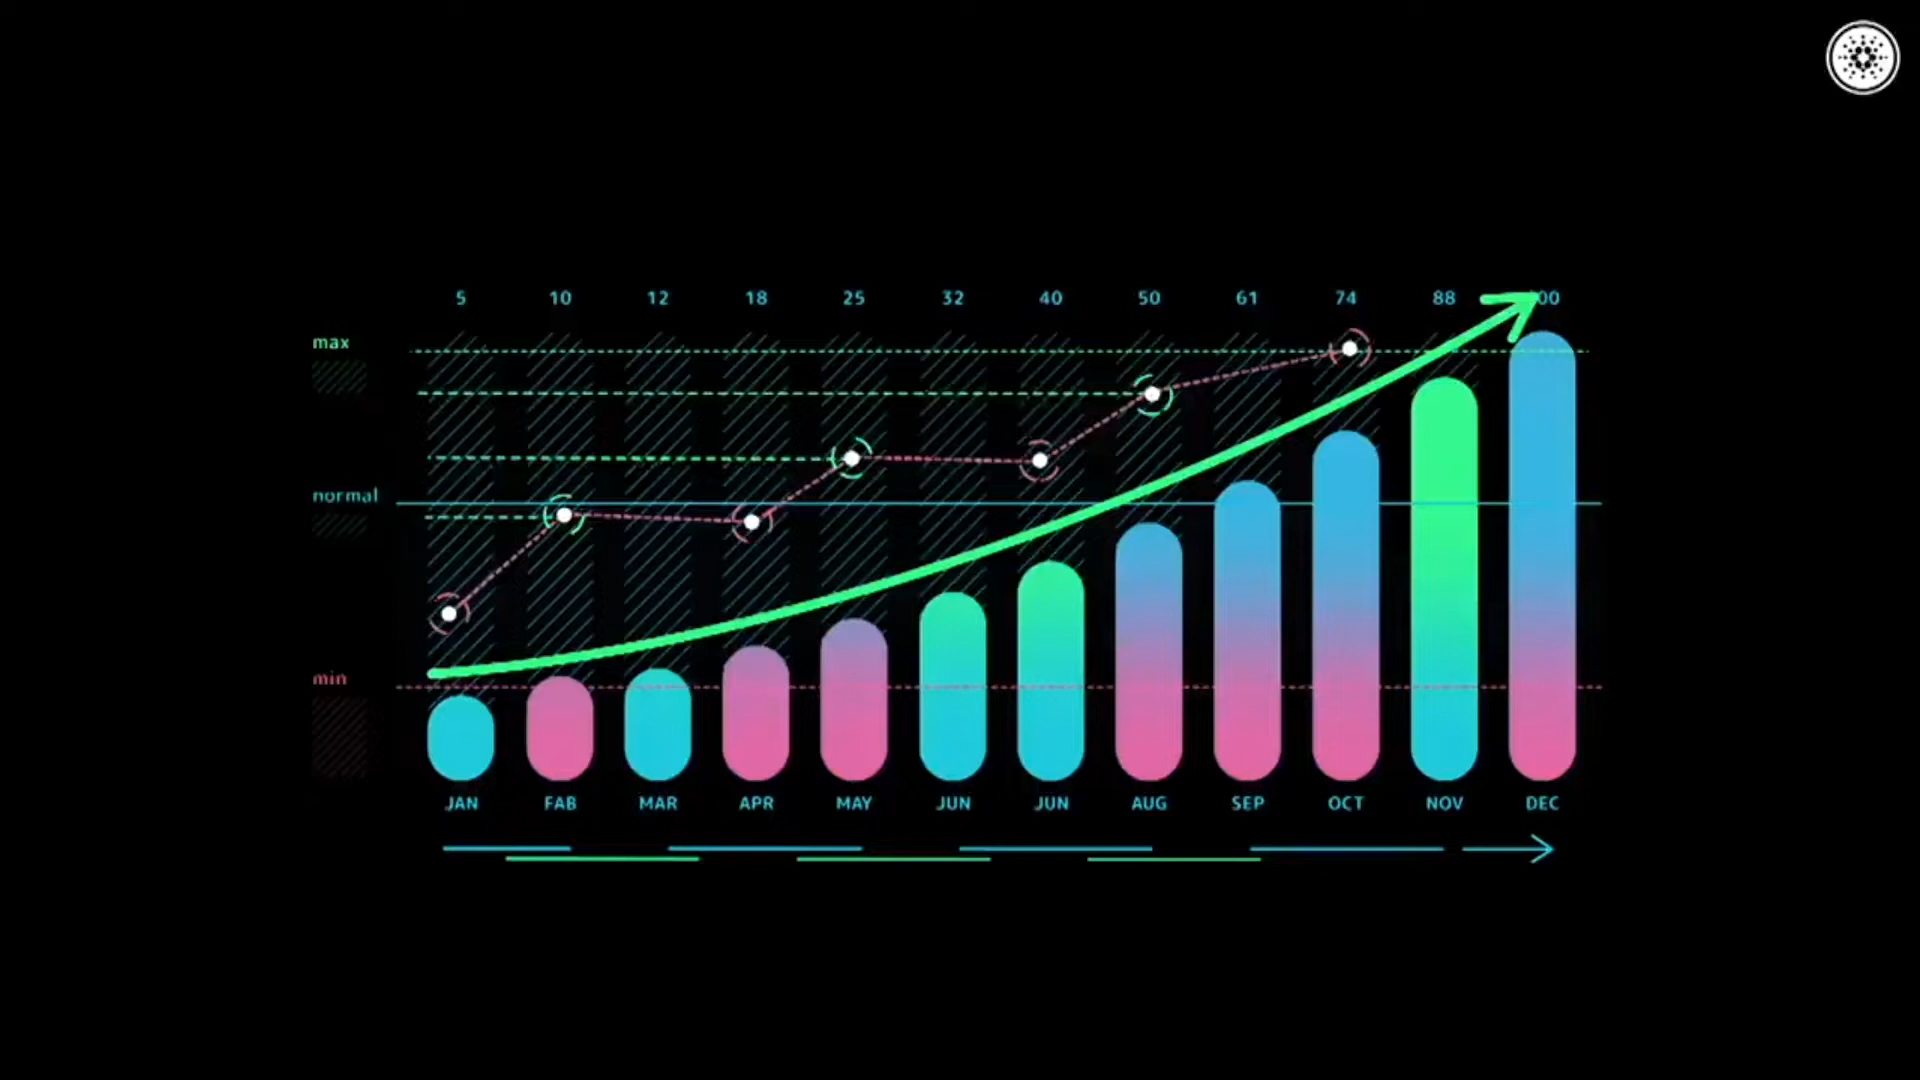 5 10 12 18 25 32 40 50 61 74 88 00
max
normal
min
JAN FAB MAR APR MAY JUN JUN AUG SEP OCT NOV DEC